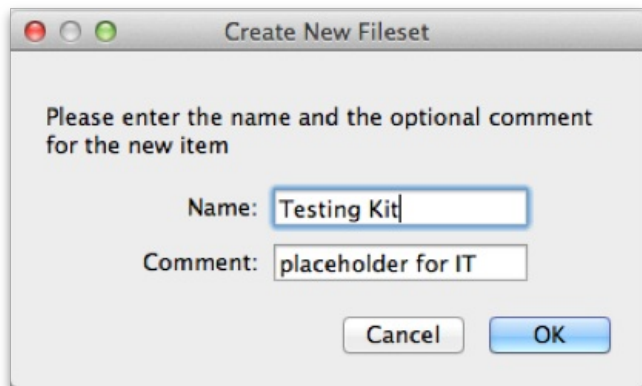 Create New Fileset
Please enter the name and the optional comment
for the new item
Name: Testing Kit
Comment: placeholder for IT
Cancel OK